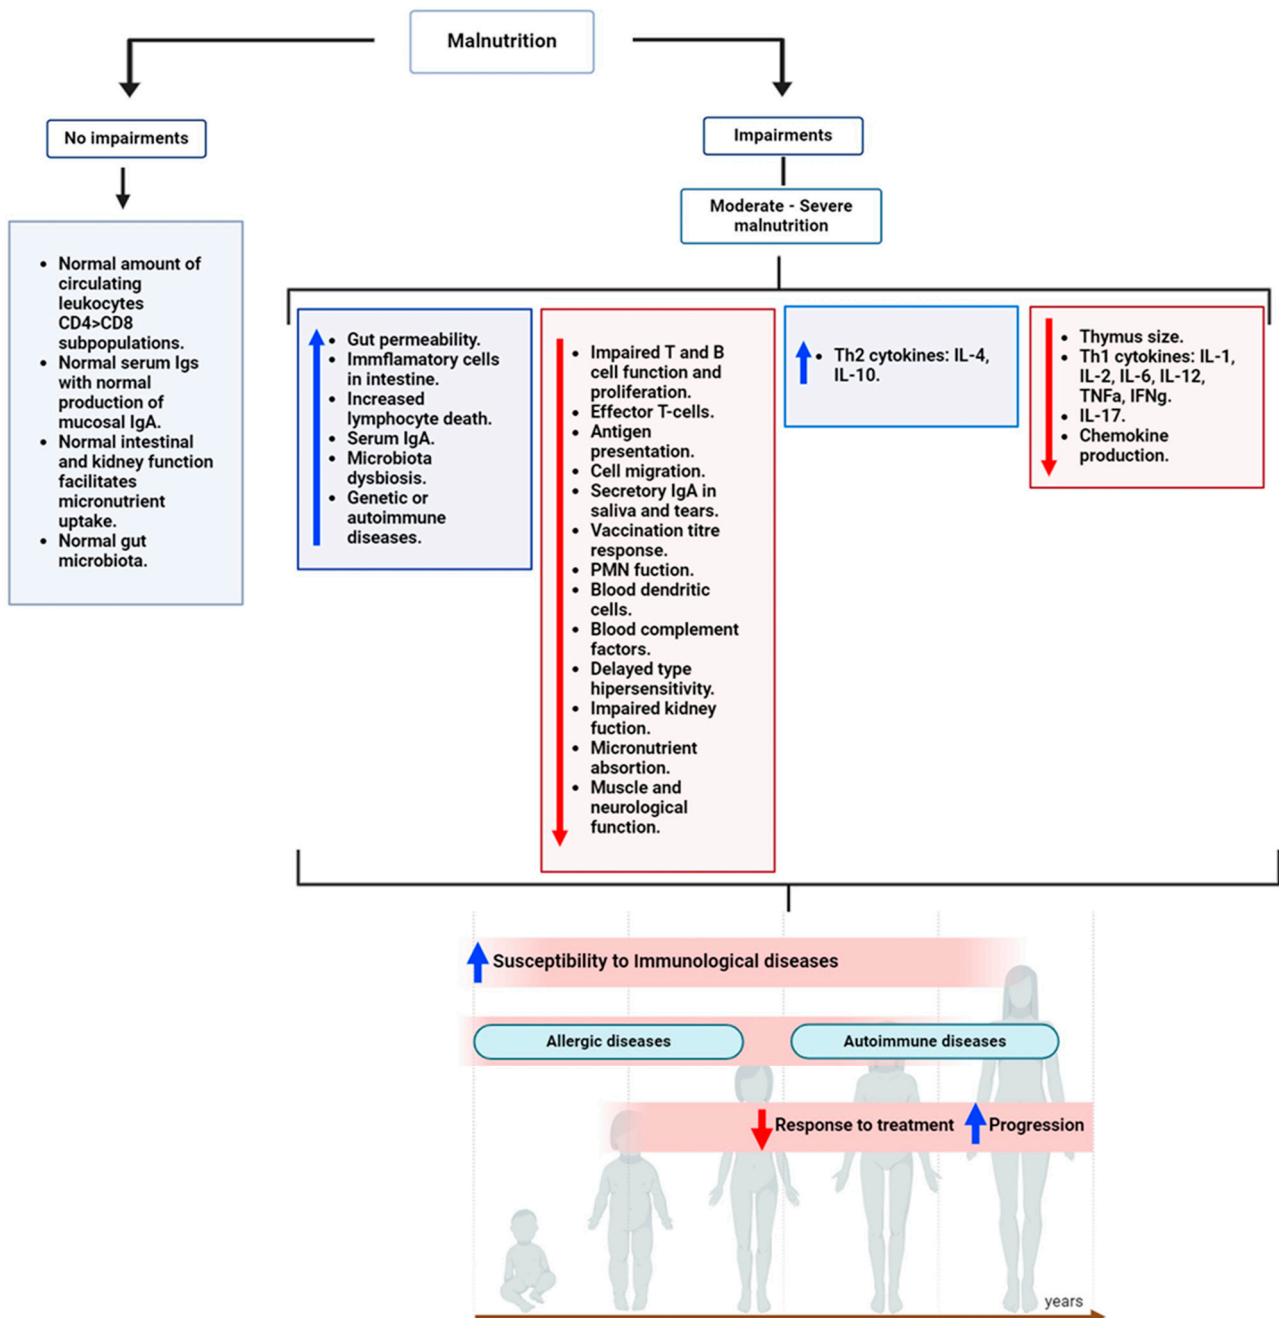 Malnutrition
No impairments
• Normal amount of
circulating
leukocytes
CD4>CD8
subpopulations.
• Normal serum Igs
with normal
production of
mucosal IgA.
• Normal intestinal
and kidney function
facilitates
micronutrient
uptake.
• Normal gut
microbiota.
Impairments
Moderate - Severe
malnutrition
• Gut permeability.
• Immflamatory cells
in intestine.
• Increased
lymphocyte death.
• Serum IgA.
• Microbiota
dysbiosis.
• Genetic or
autoimmune
diseases.
• Impaired T and B
cell function and
proliferation.
• Effector T-cells.
• Antigen
presentation.
• Cell migration.
• Secretory IgA in
saliva and tears.
• Vaccination titre
response.
• PMN fuction.
• Blood dendritic
cells.
• Blood complement
factors.
• Delayed type
hipersensitivity.
• Impaired kidney
fuction.
• Micronutrient
absortion.
• Muscle and
neurological
function.
• Th2 cytokines: IL-4,
IL-10.
• Thymus size.
• Th1 cytokines: IL-1,
IL-2, IL-6, IL-12,
TNFa, IFNg.
• IL-17.
• Chemokine
production.
Susceptibility to Immunological diseases
Allergic diseases
Autoimmune diseases
Response to treatment
Progression
years